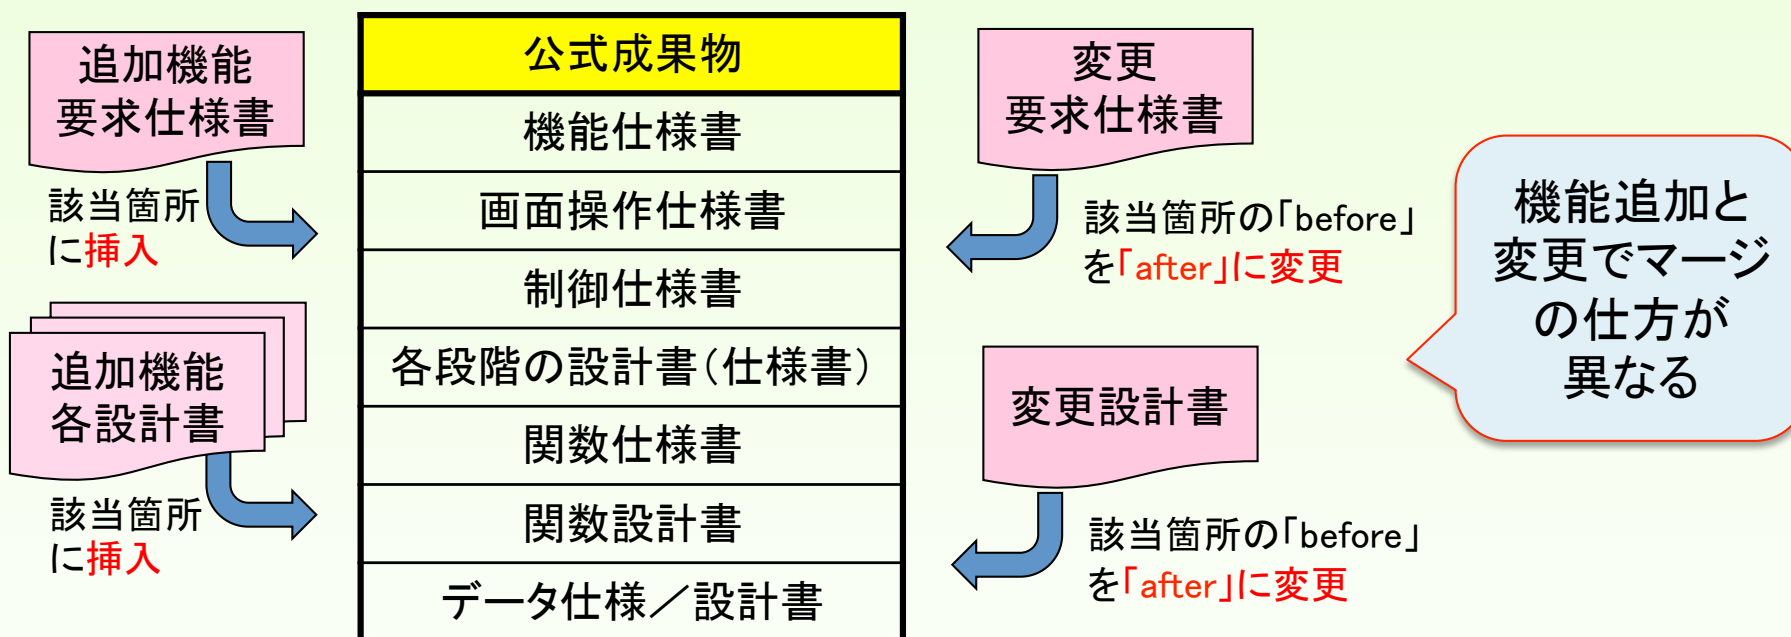 追加機能
要求仕様書
該当箇所
に挿入
追加機能
各設計書
該当箇所
に挿入
公式成果物
機能仕様書
画面操作仕様書
制御仕様書
各段階の設計書(仕様書)
関数仕様書
関数設計書
データ仕様/設計書
変更
要求仕様書
該当箇所の「before」
を「after」に変更
変更設計書
該当箇所の「before」
を「after」に変更
機能追加と
変更でマージ
の仕方が
異なる